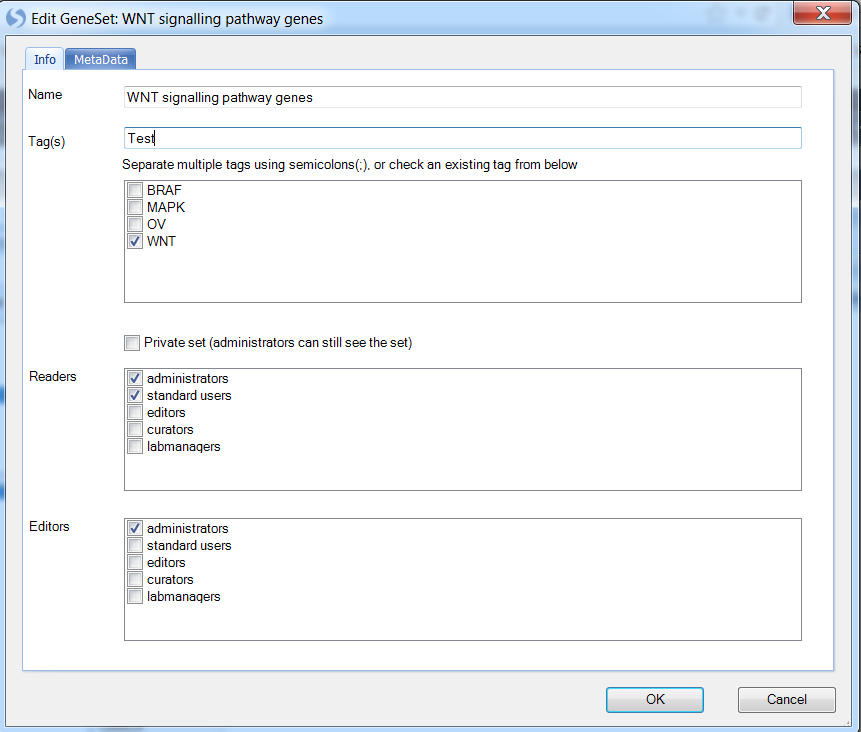 Edit GeneSet: WNT signalling pathway genes
Info MetaData
Name WNT signalling pathway genes
Tag(s) Test
Separate multiple tags using semicolons(;), or check an existing tag from below
BRAF
MAPK
OV
WNT
Private set (administrators can still see the set)
Readers administrators
standard users
editors
curators
labmanagers
Editors administrators
standard users
editors
curators
labmanagers
OK Cancel